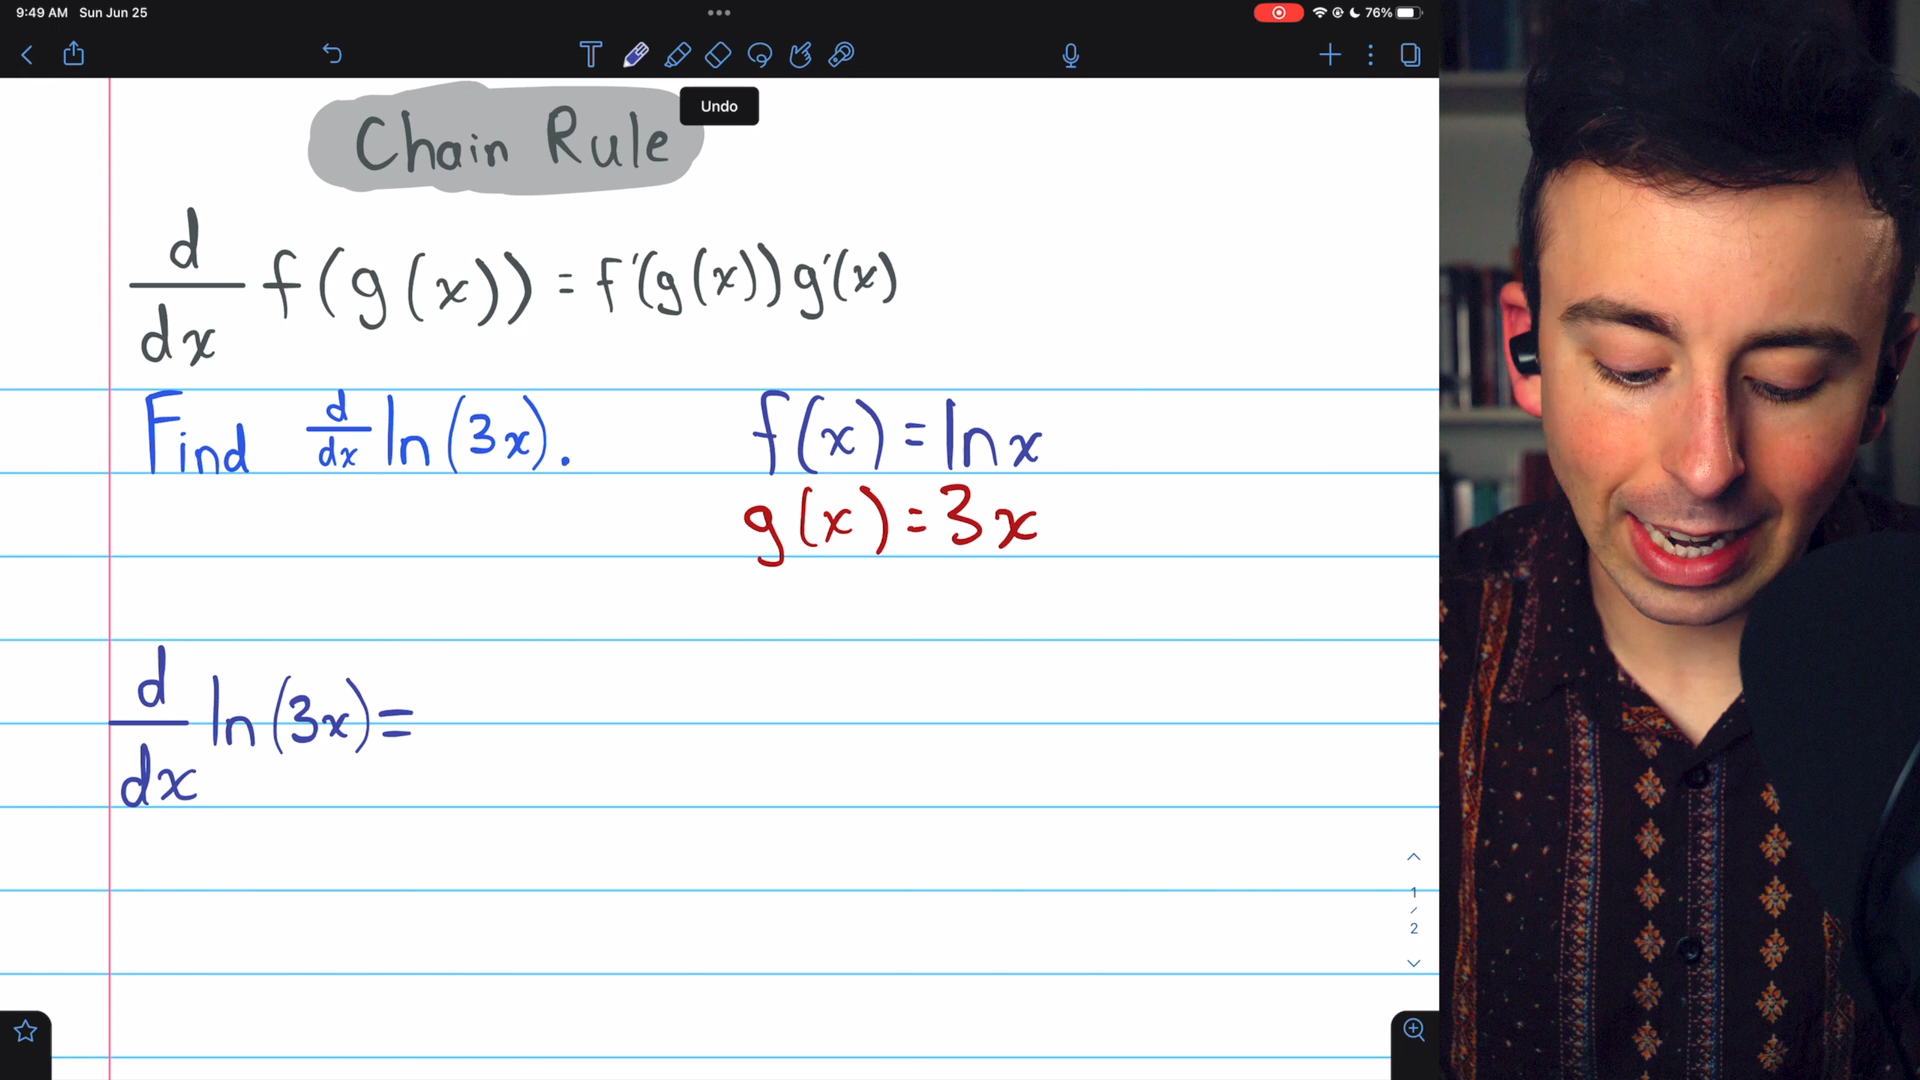 9:49 AM Sun Jun 25
76%
Undo
Chain Rule
d/dx f(g(x)) = f'(g(x))g'(x)
Find d/dx ln(3x). f(x)=lnx
g(x)=3x
d/dx ln(3x)=
1
/
2